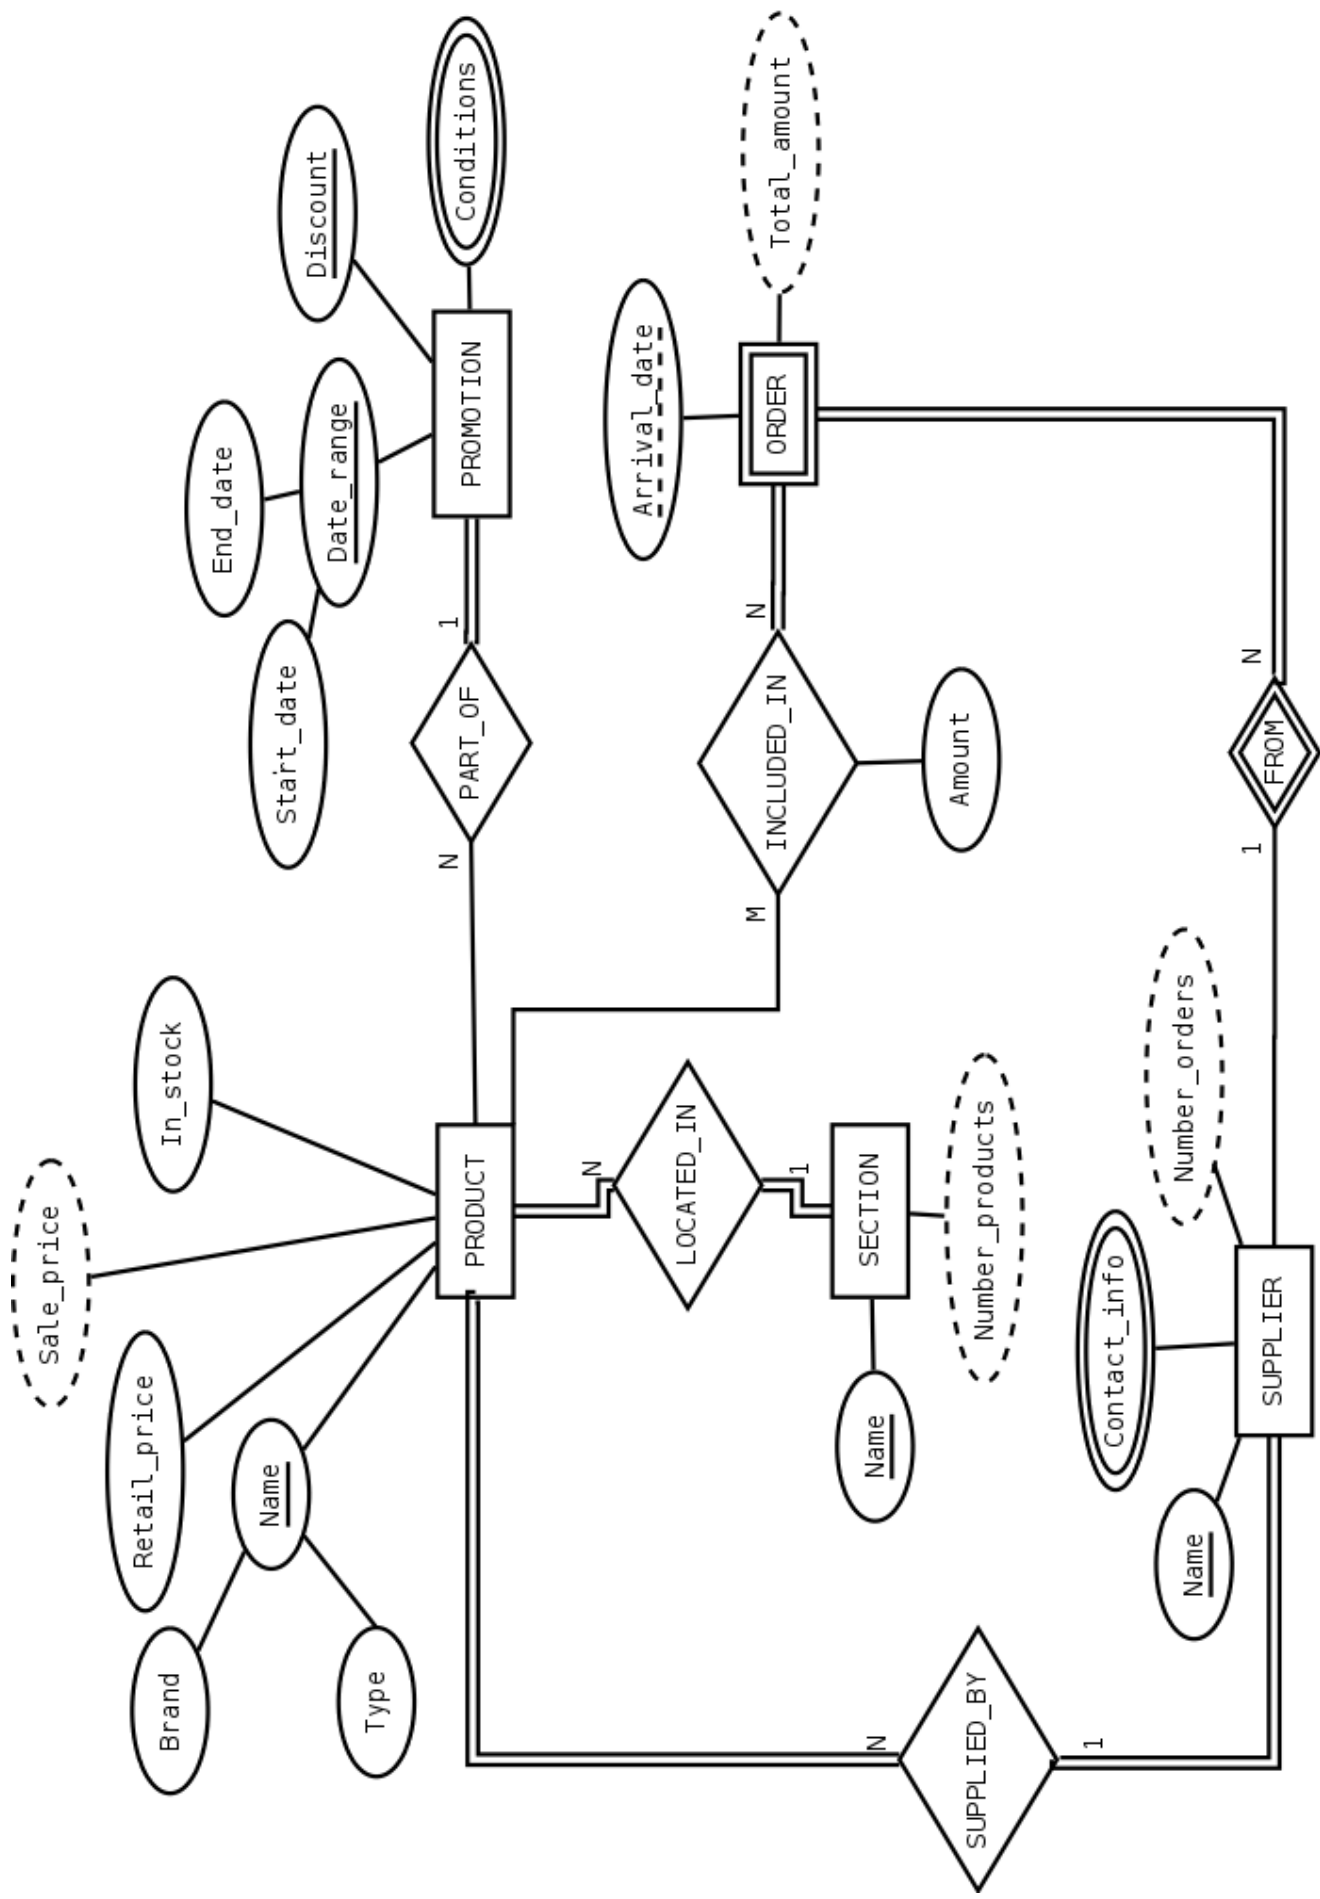 Brand
Type
Name
Retail_price
Sale_price
In_stock
PRODUCT
N
PART_OF
1
PROMOTION
Start_date
End_date
Date_range
Discount
Conditions
N
LOCATED_IN
1
SECTION
Name
Number_products
M
INCLUDED_IN
N
Amount
ORDER
Arrival_date
Total_amount
N
SUPPLIED_BY
1
SUPPLIER
Name
Contact_info
Number_orders
1
FROM
N